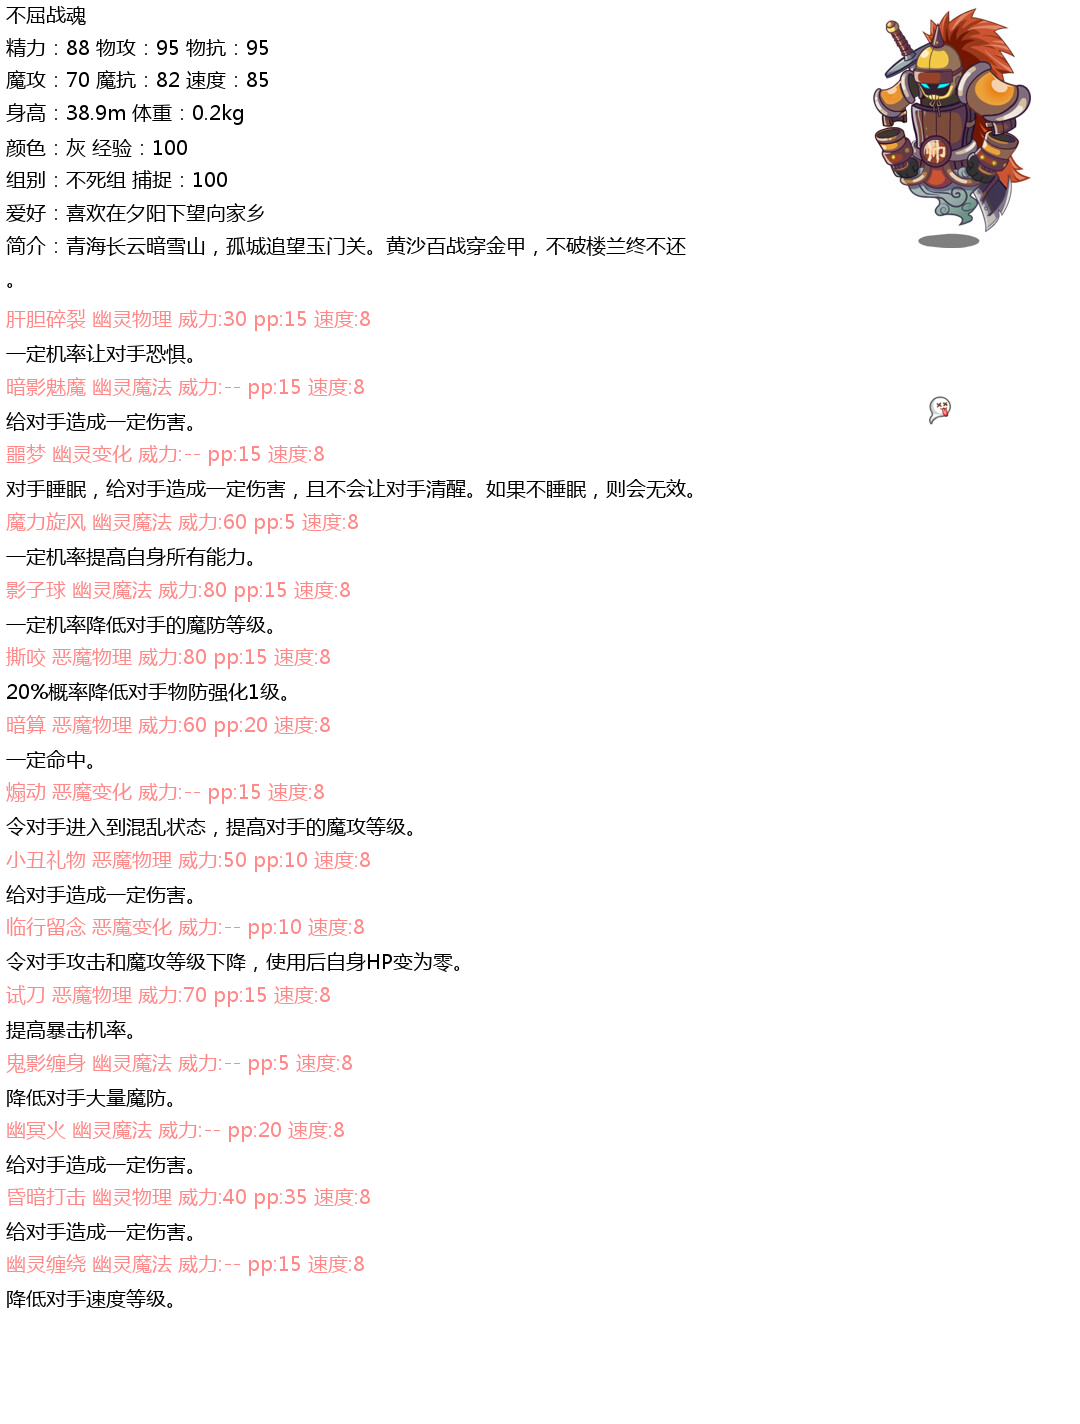 不屈战魂
精力：88 物攻：95 物抗：95
魔攻：70 魔抗：82 速度：85
身高：38.9m 体重：0.2kg
颜色：灰 经验：100
组别：不死组 捕捉：100
爱好：喜欢在夕阳下望向家乡
简介：青海长云暗雪山，孤城追望玉门关。黄沙百战穿金甲，不破楼兰终不还
。
肝胆碎裂 幽灵物理 威力:30 pp:15 速度:8
一定机率让对手恐惧。
暗影魅魔 幽灵魔法 威力:-- pp:15 速度:8
给对手造成一定伤害。
噩梦 幽灵变化 威力:-- pp:15 速度:8
对手睡眠，给对手造成一定伤害，且不会让对手清醒。如果不睡眠，则会无效。
魔力旋风 幽灵魔法 威力:60 pp:5 速度:8
一定机率提高自身所有能力。
影子球 幽灵魔法 威力:80 pp:15 速度:8
一定机率降低对手的魔防等级。
撕咬 恶魔物理 威力:80 pp:15 速度:8
20%概率降低对手物防强化1级。
暗算 恶魔物理 威力:60 pp:20 速度:8
一定命中。
煽动 恶魔变化 威力:-- pp:15 速度:8
令对手进入到混乱状态，提高对手的魔攻等级。
小丑礼物 恶魔物理 威力:50 pp:10 速度:8
给对手造成一定伤害。
临行留念 恶魔变化 威力:-- pp:10 速度:8
令对手攻击和魔攻等级下降，使用后自身HP变为零。
试刀 恶魔物理 威力:70 pp:15 速度:8
提高暴击机率。
鬼影缠身 幽灵魔法 威力:-- pp:5 速度:8
降低对手大量魔防。
幽冥火 幽灵魔法 威力:-- pp:20 速度:8
给对手造成一定伤害。
昏暗打击 幽灵物理 威力:40 pp:35 速度:8
给对手造成一定伤害。
幽灵缠绕 幽灵魔法 威力:-- pp:15 速度:8
降低对手速度等级。